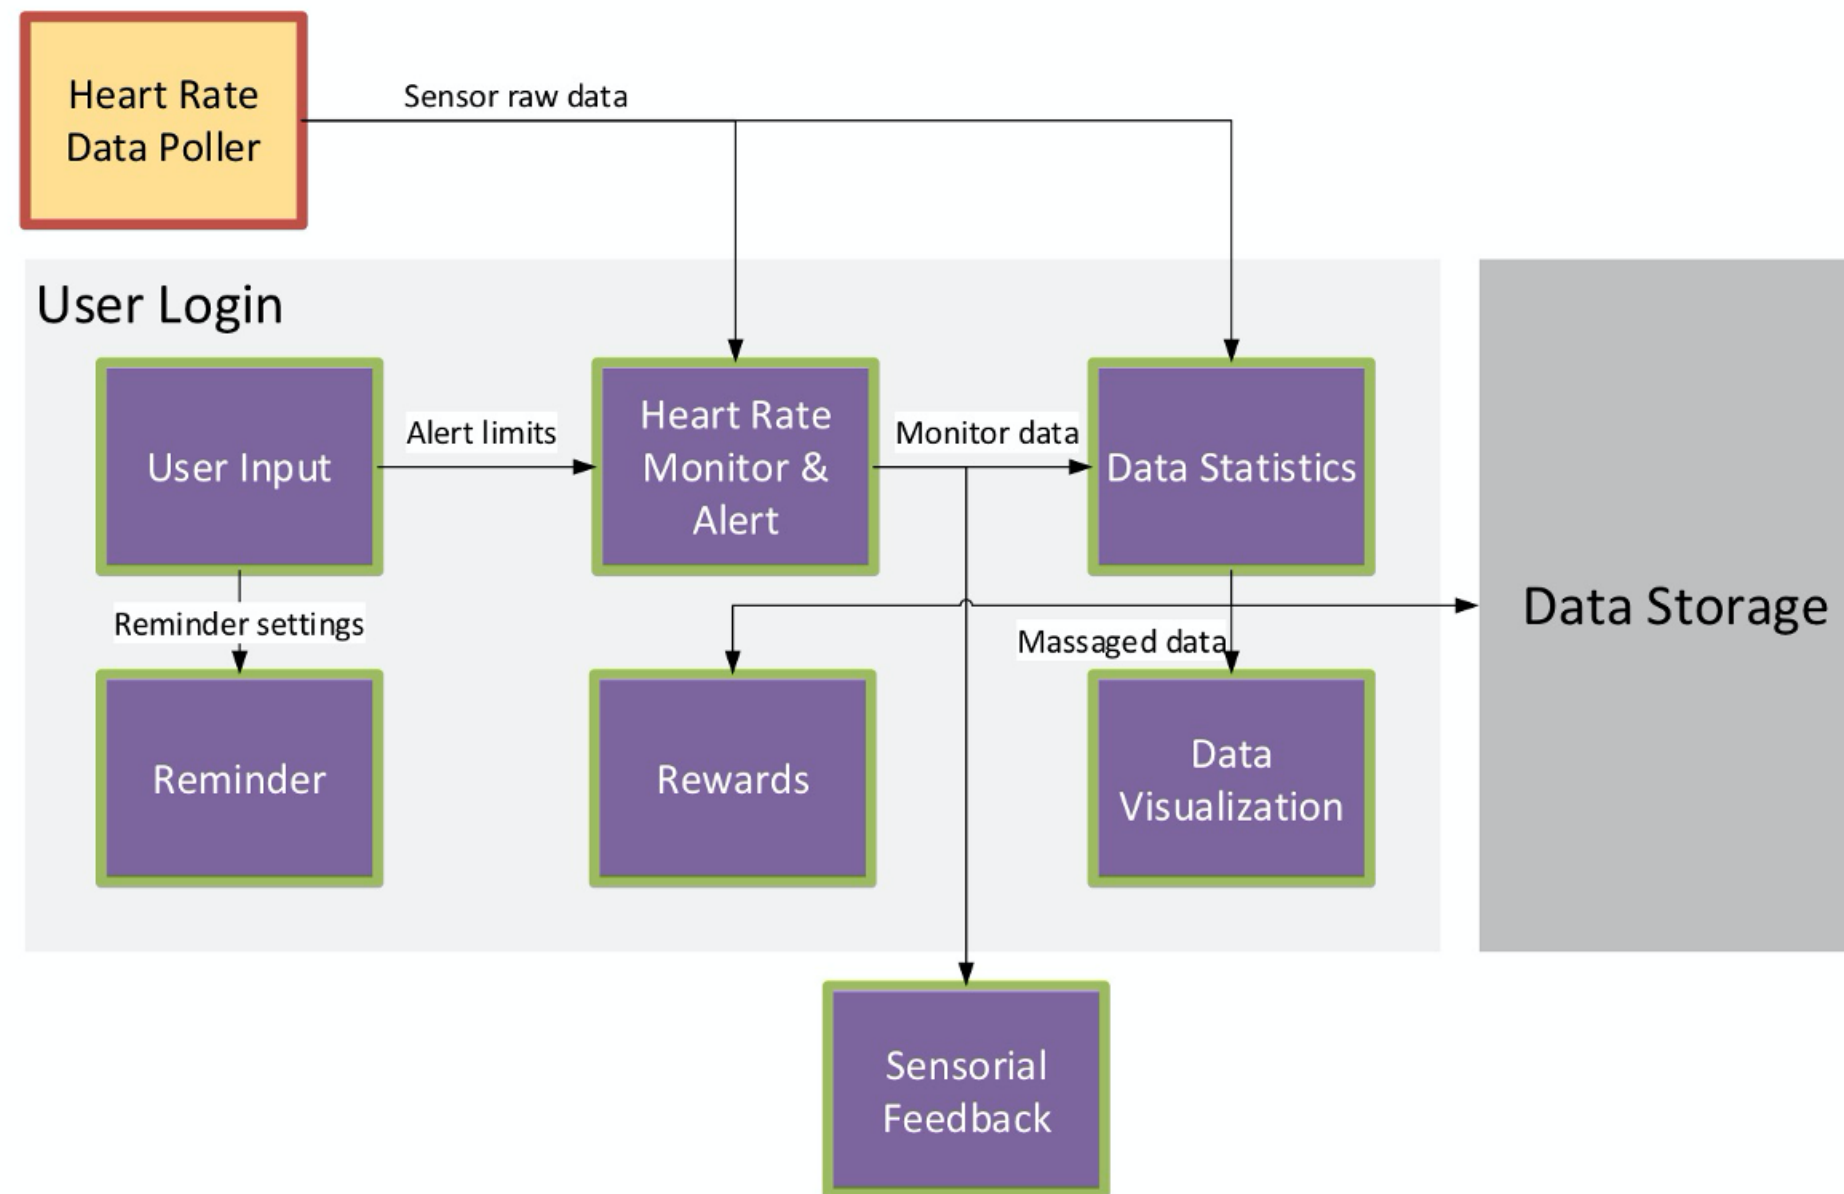 Heart Rate
Data Poller
Sensor raw data
User Login
User Input
Alert limits
Heart Rate
Monitor &
Alert
Monitor data
Data Statistics
Reminder settings
Massaged data
Data Storage
Reminder
Rewards
Data
Visualization
Sensorial
Feedback